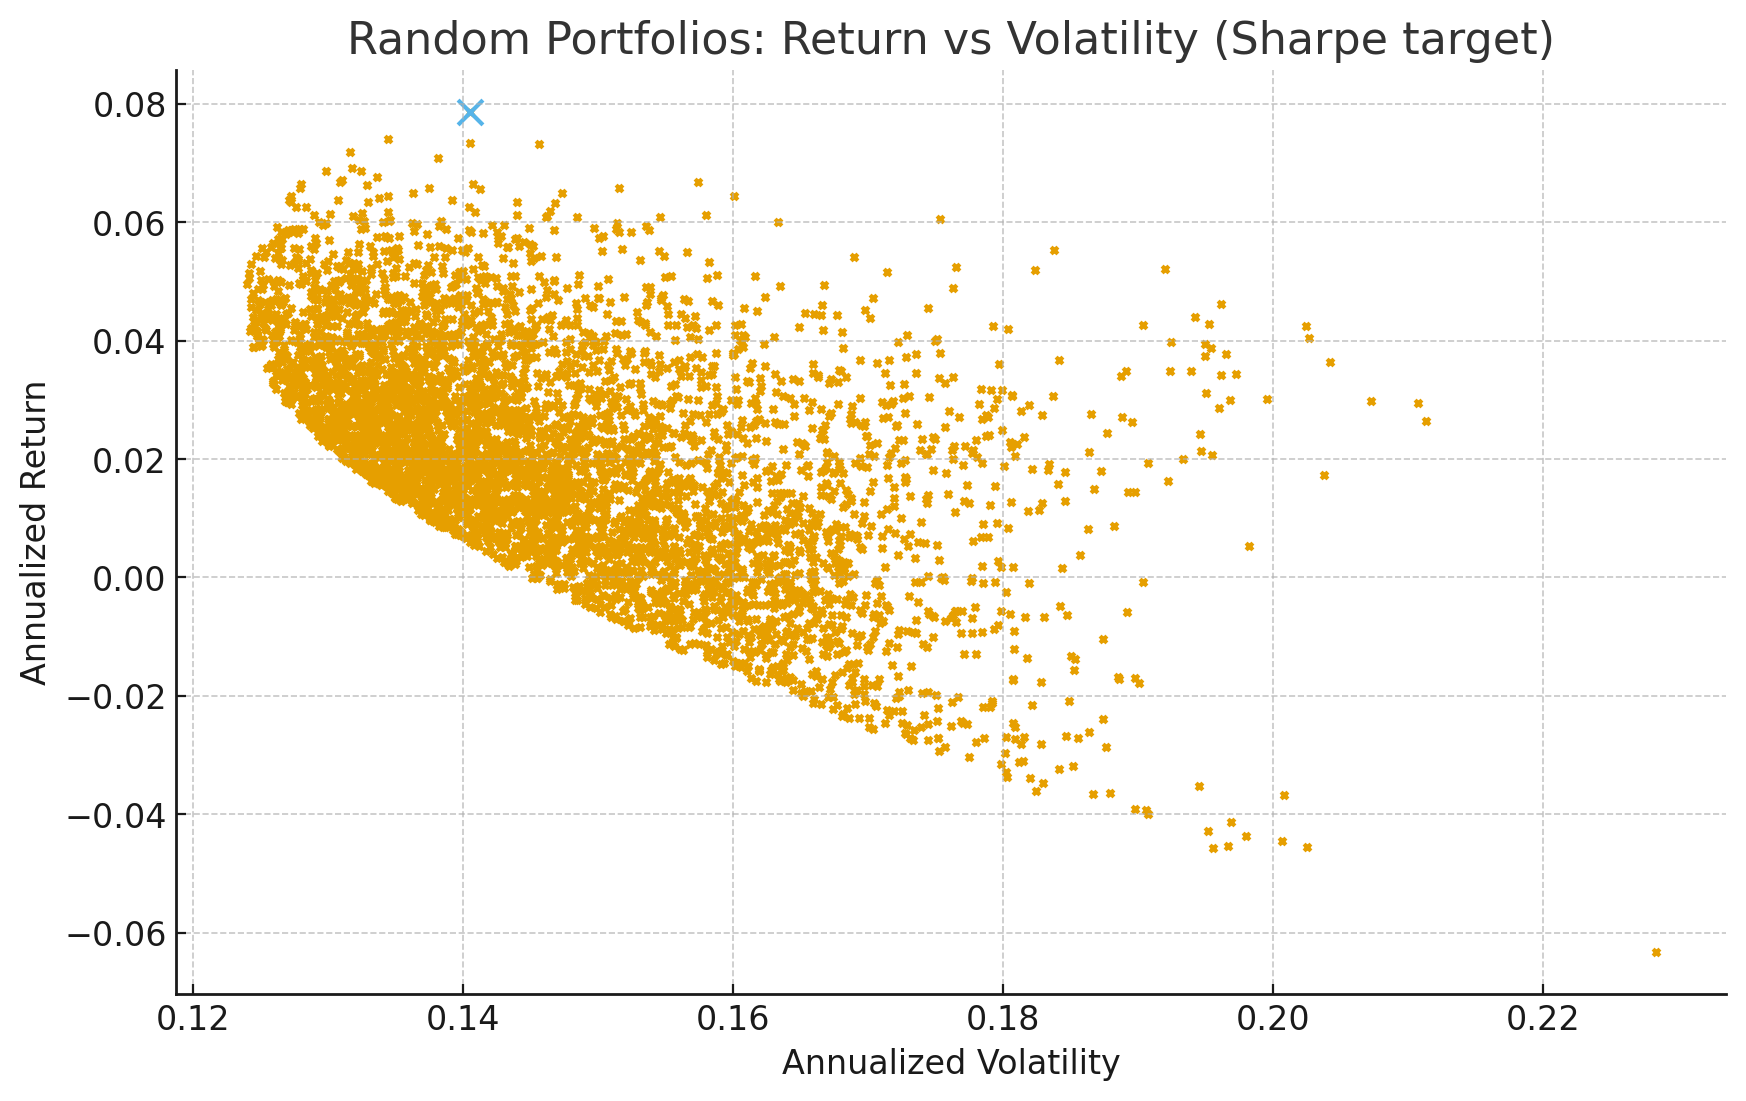 Random Portfolios: Return vs Volatility (Sharpe target)
0.08
0.06
0.04
0.02
0.00
−0.02
−0.04
−0.06
Annualized Return
0.12 0.14 0.16 0.18 0.20 0.22
Annualized Volatility